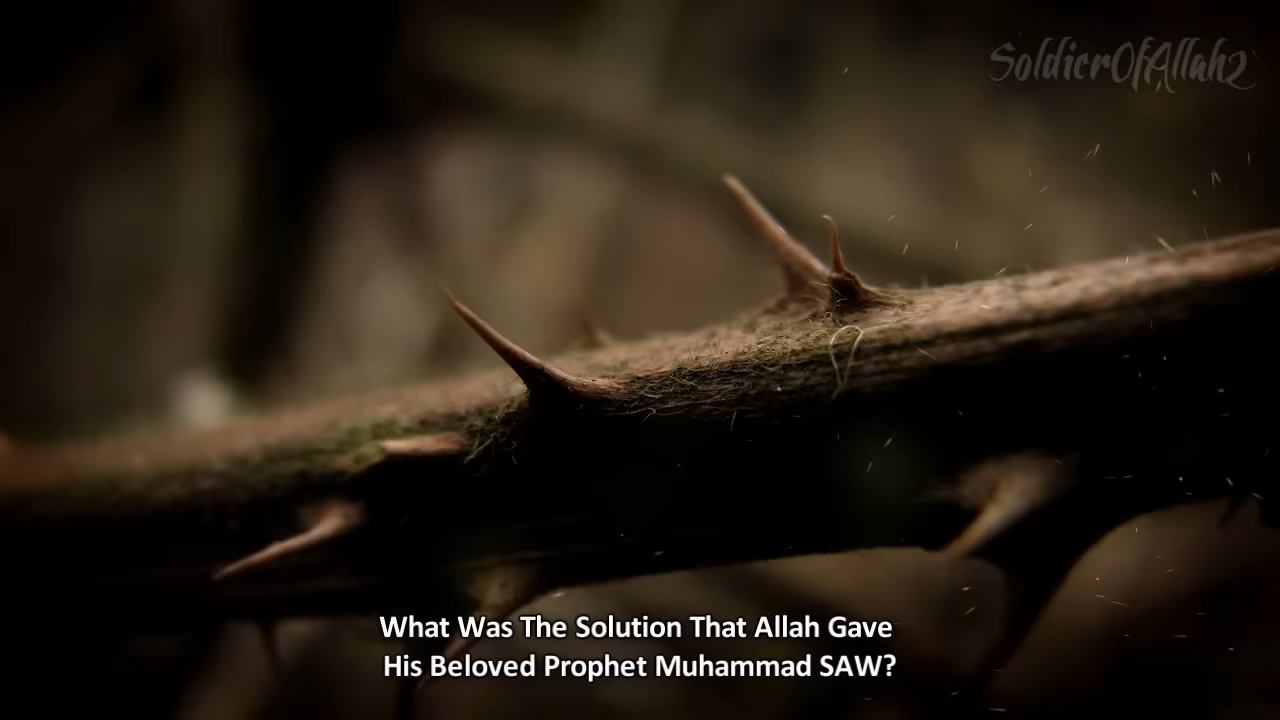 SoldierOfAllah2
What Was The Solution That Allah Gave
His Beloved Prophet Muhammad SAW?